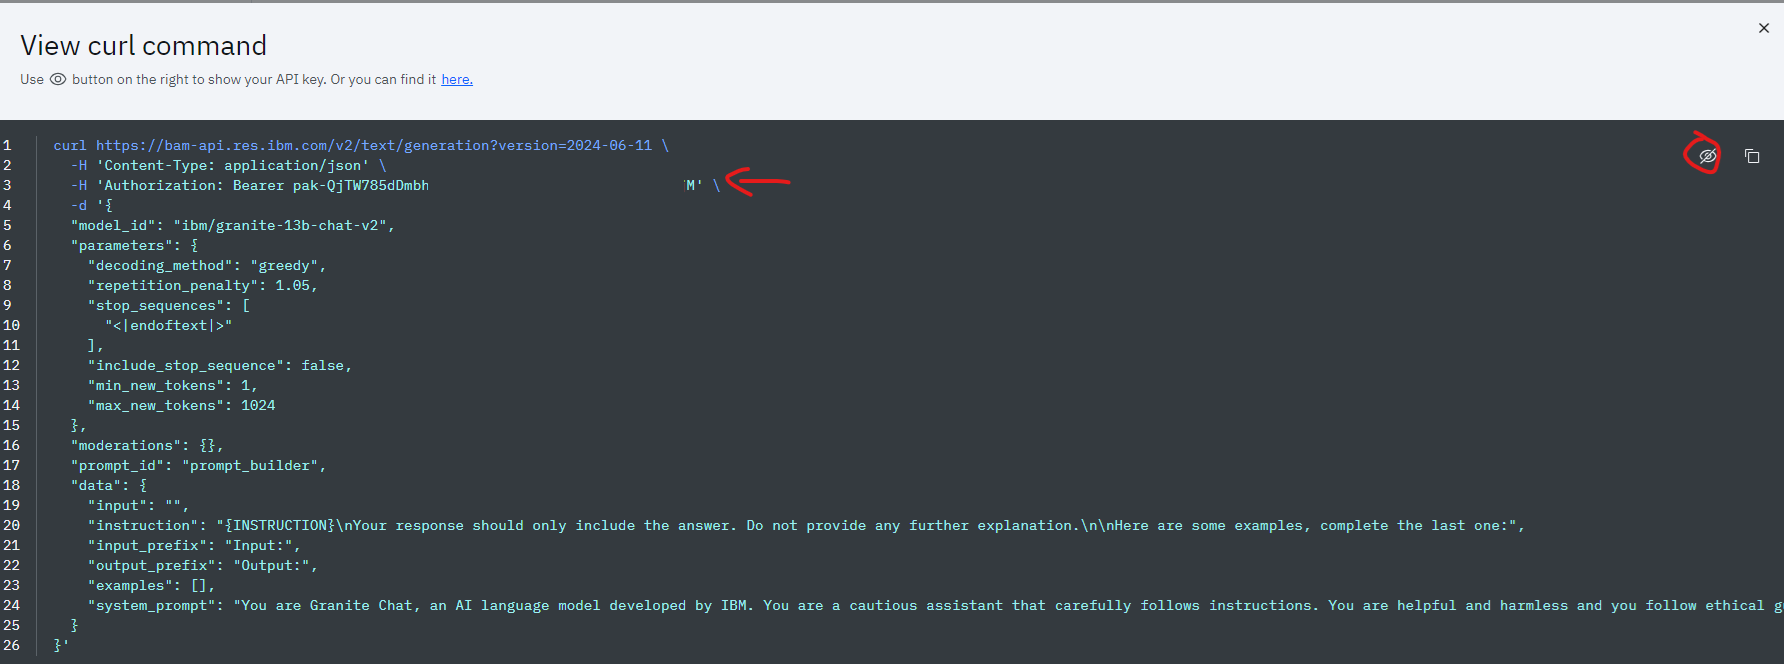 View curl command
Use button on the right to show your API key. Or you can find it here.
1 curl https://bam-api.res.ibm.com/v2/text/generation?version=2024-06-11 \
2 -H 'Content-Type: application/json' \
3 -H 'Authorization: Bearer pak-QjTW785dDmbh M' \
4 -d '{
5 "model_id": "ibm/granite-13b-chat-v2",
6 "parameters": {
7 "decoding_method": "greedy",
8 "repetition_penalty": 1.05,
9 "stop_sequences": [
10 "<|endoftext|>"
11 ],
12 "include_stop_sequence": false,
13 "min_new_tokens": 1,
14 "max_new_tokens": 1024
15 },
16 "moderations": {},
17 "prompt_id": "prompt_builder",
18 "data": {
19 "input": "",
20 "instruction": "{INSTRUCTION}\nYour response should only include the answer. Do not provide any further explanation.\n\nHere are some examples, complete the last one:",
21 "input_prefix": "Input:",
22 "output_prefix": "Output:",
23 "examples": [],
24 "system_prompt": "You are Granite Chat, an AI language model developed by IBM. You are a cautious assistant that carefully follows instructions. You are helpful and harmless and you follow ethical
25 }
26 }'